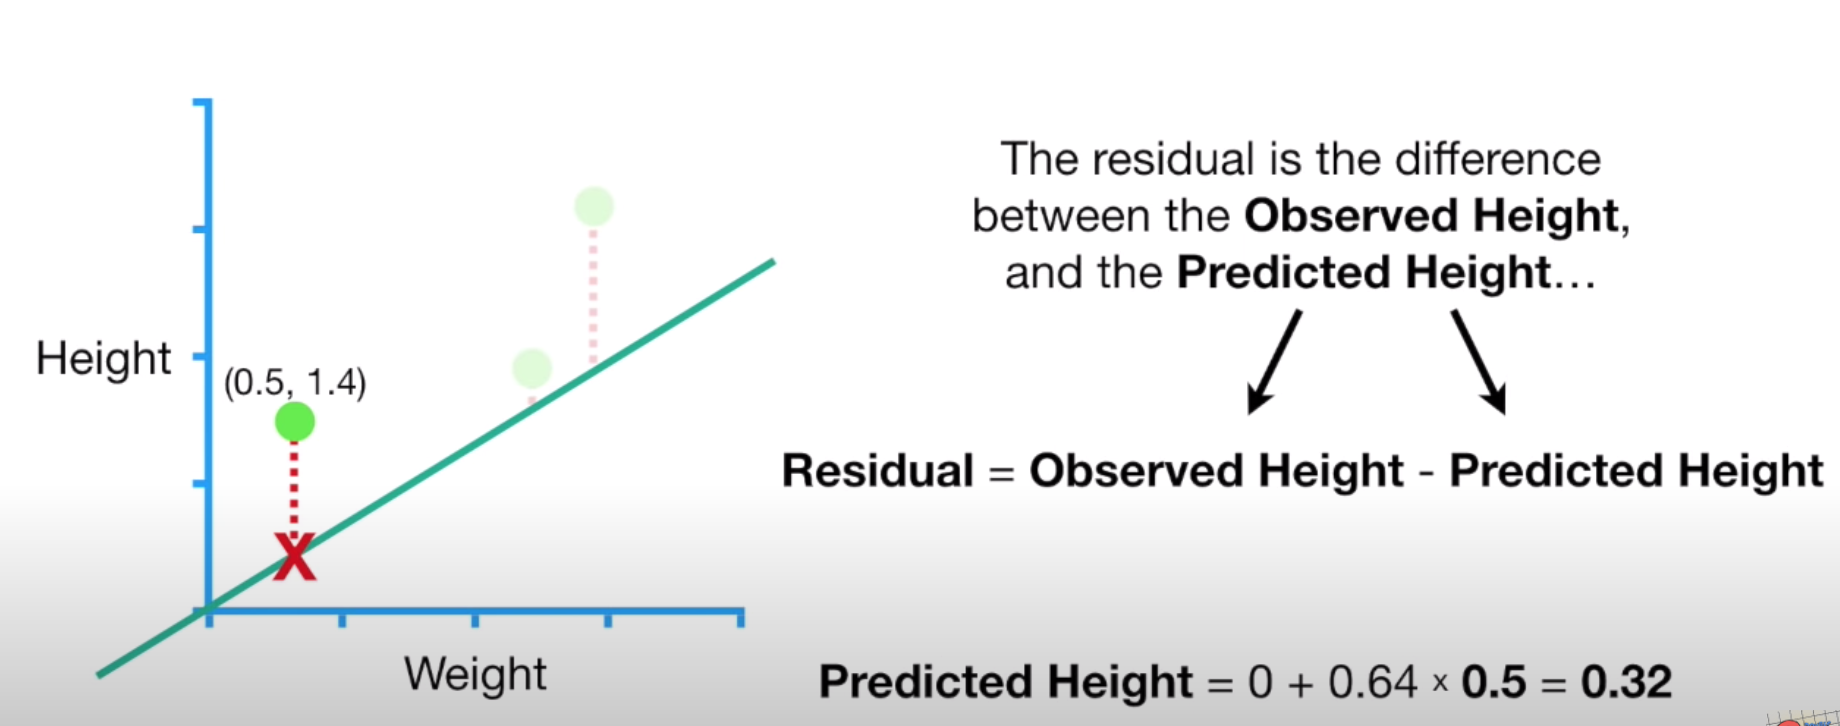 The residual is the difference
between the Observed Height,
and the Predicted Height...
Height
(0.5, 1.4)
Residual = Observed Height - Predicted Height
Weight
Predicted Height = 0 + 0.64 x 0.5 = 0.32